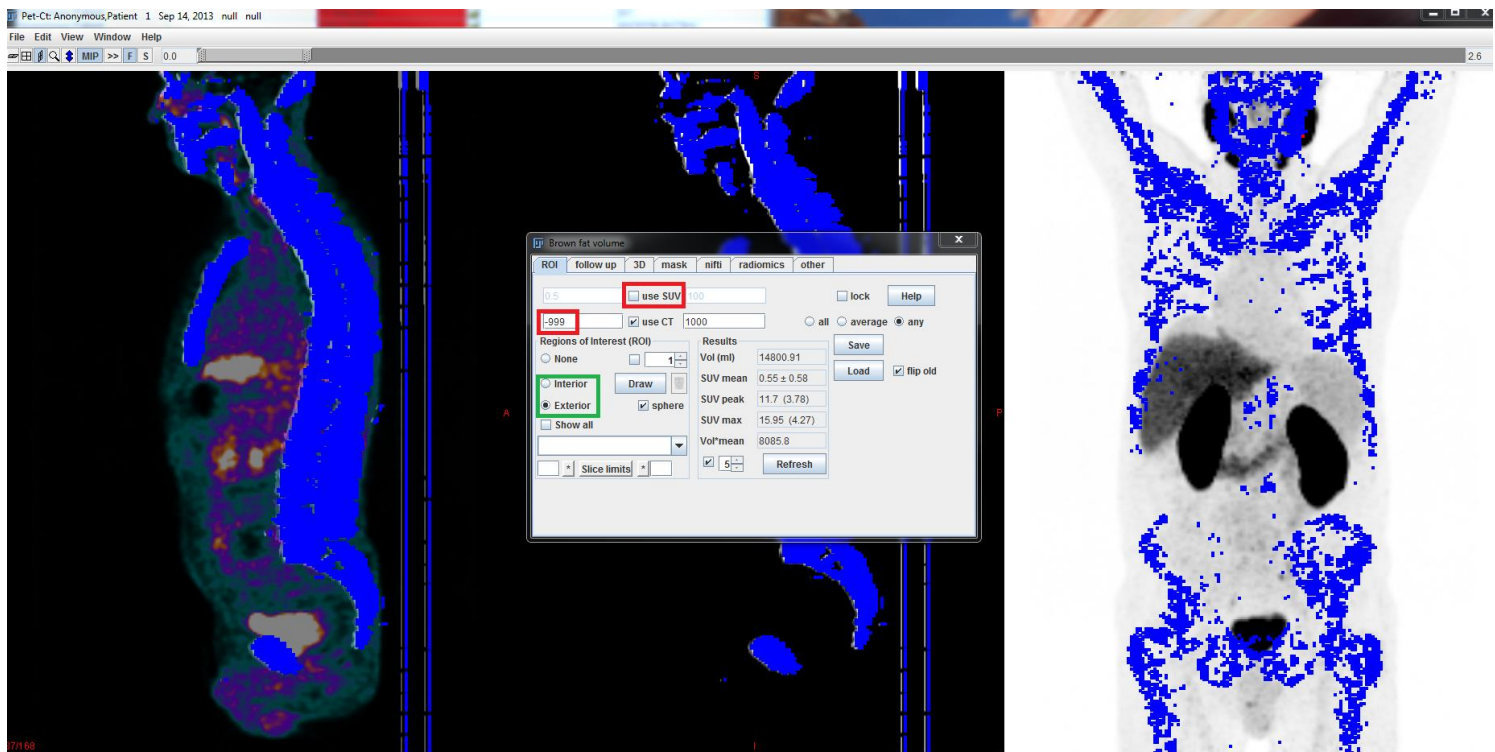 Pet-Ct: Anonymous,Patient 1 Sep 14, 2013 null null
File Edit View Window Help
MIP >> F S 0.0 2.6
S
Brown fat volume X
ROI follow up 3D mask nifti radiomics other
0.5 use SUV 100 lock Help
-999 use CT 1000 all average any
Regions of Interest (ROI) Results Save
None 1 Vol (ml) 14800.91
Load flip old
Interior Draw SUV mean 0.55 ± 0.58
Exterior sphere SUV peak 11.7 (3.78)
A P
Show all SUV max 15.95 (4.27)
Vol*mean 8085.8
* Slice limits * 5 Refresh
I